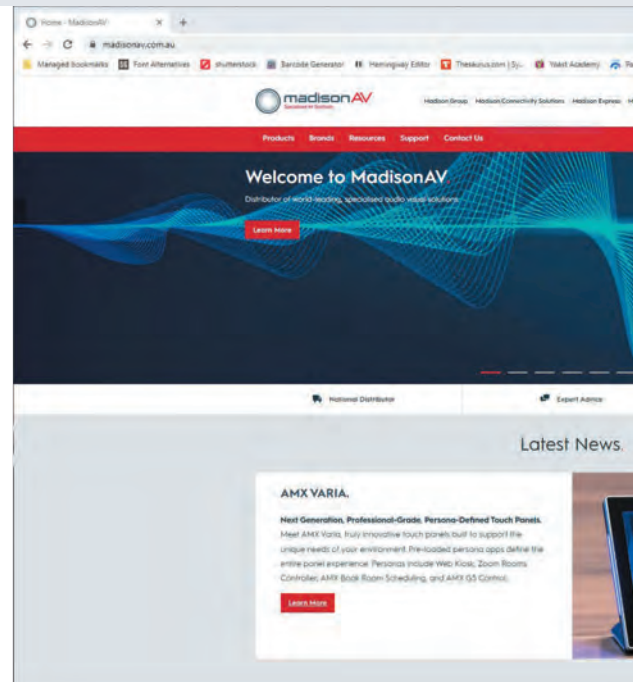 Home - MadisonAV
madisonav.com.au
Managed bookmarks Font Alternatives shutterstock Barcode Generator Hemingway Editor Thesaurus.com | Sy... Yoast Academy
madisonAV
Madison Group Madison Connectivity Solutions Madison Express
Products Brands Resources Support Contact Us
Welcome to MadisonAV.
Distributor of world-leading, specialised audio visual solutions.
Learn More
National Distributor Expert Advice
Latest News.
AMX VARIA.
Next Generation, Professional-Grade, Persona-Defined Touch Panels.
Meet AMX Varia, truly innovative touch panels built to support the
unique needs of your environment. Pre-loaded persona apps define the
entire panel experience. Personas include Web Kiosk, Zoom Rooms
Controller, AMX Book Room Scheduling, and AMX G5 Control.
Learn More